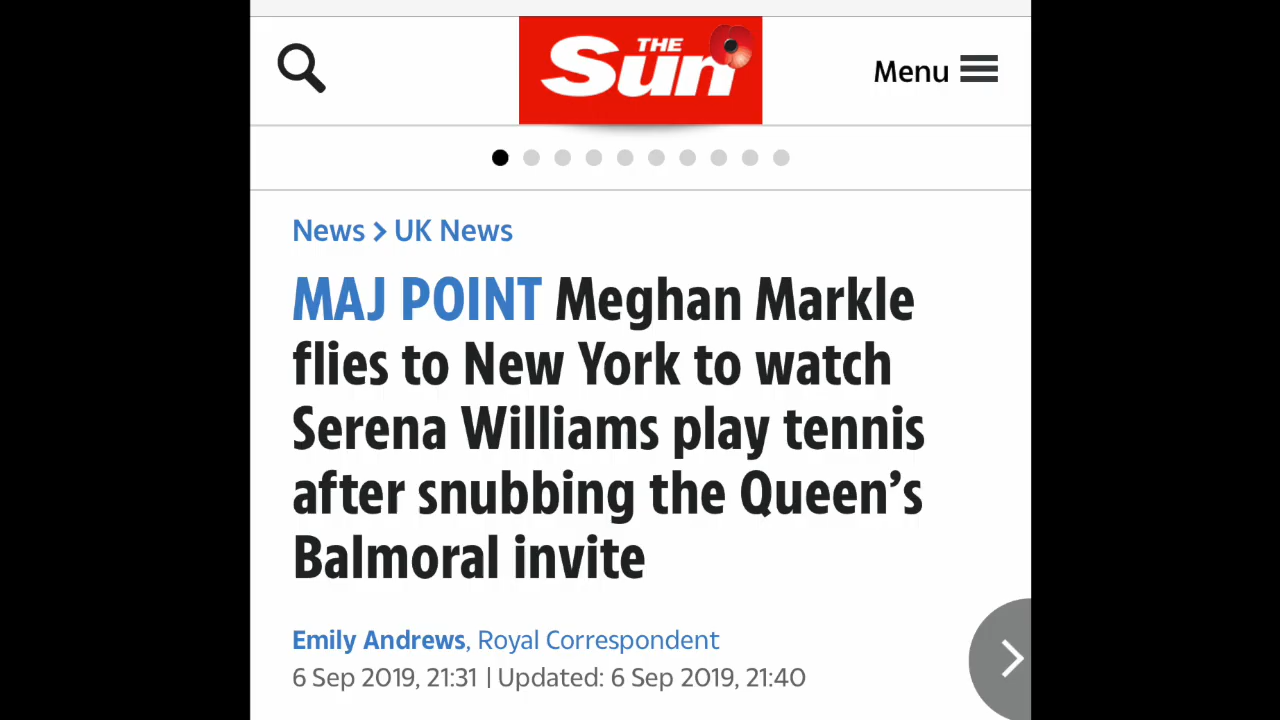 THE
Sun
Menu
News > UK News
MAJ POINT Meghan Markle
flies to New York to watch
Serena Williams play tennis
after snubbing the Queen’s
Balmoral invite
Emily Andrews, Royal Correspondent
6 Sep 2019, 21:31 | Updated: 6 Sep 2019, 21:40